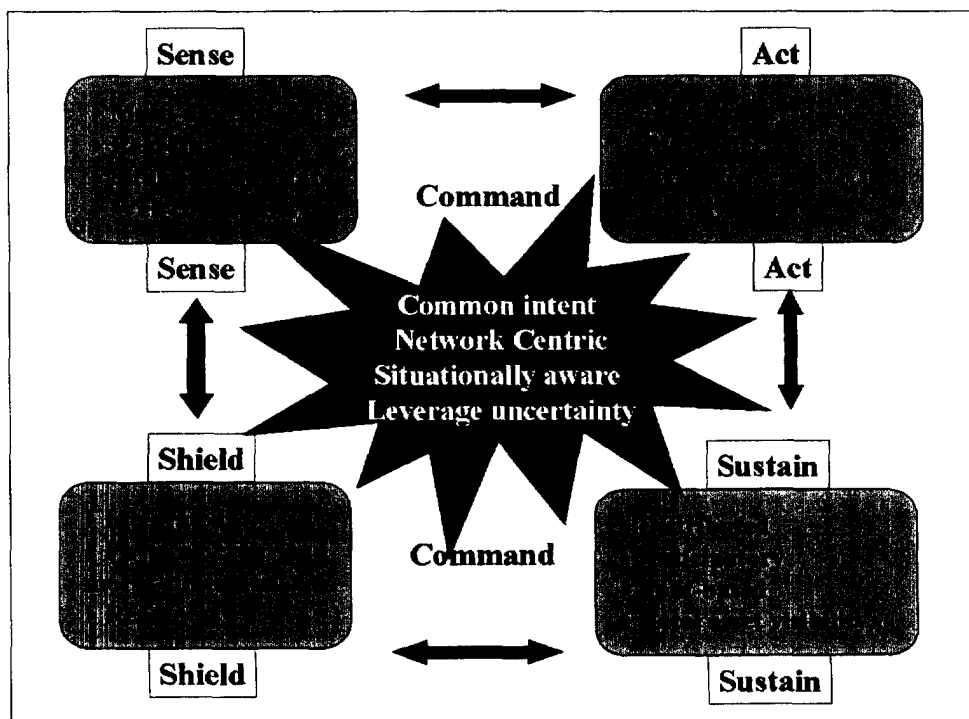 Sense
Act
Command
Sense
Act
Common intent
Network Centric
Situationally aware
Leverage uncertainty
Shield
Sustain
Command
Shield
Sustain